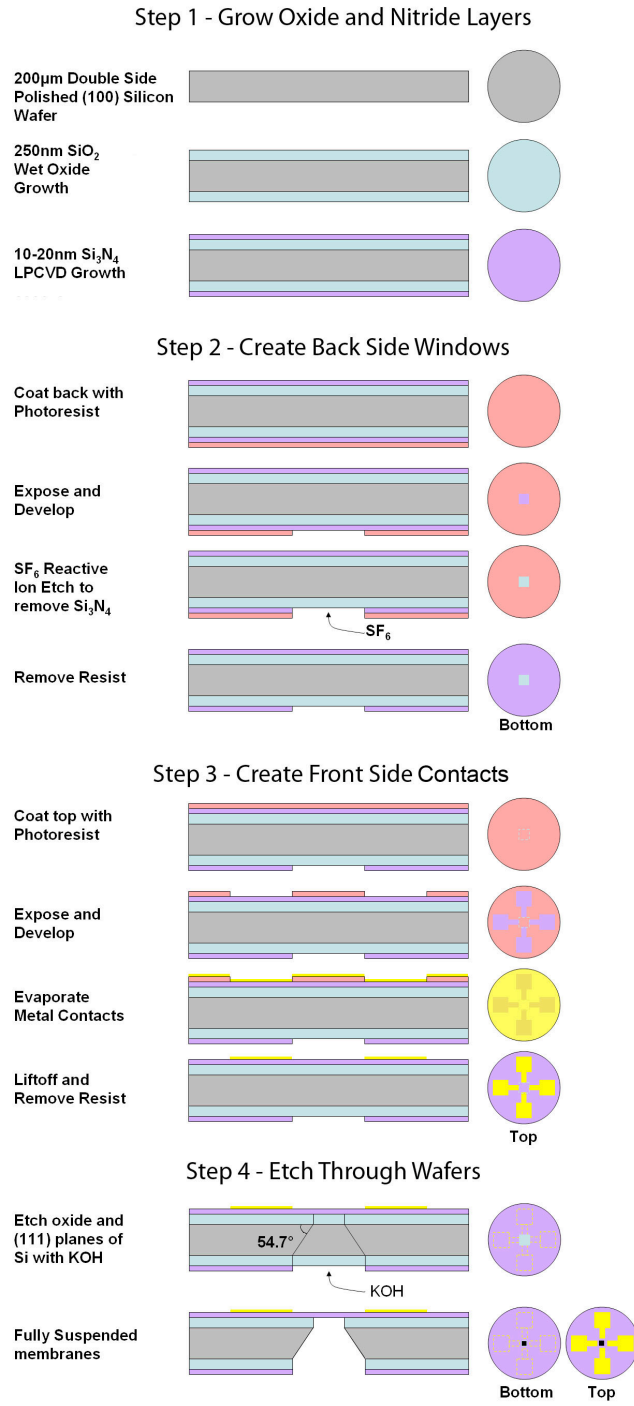 Step 1 - Grow Oxide and Nitride Layers
200µm Double Side
Polished (100) Silicon
Wafer
250nm SiO₂
Wet Oxide
Growth
10-20nm Si₃N₄
LPCVD Growth
Step 2 - Create Back Side Windows
Coat back with
Photoresist
Expose and
Develop
SF₆ Reactive
Ion Etch to
remove Si₃N₄
SF₆
Remove Resist
Bottom
Step 3 - Create Front Side Contacts
Coat top with
Photoresist
Expose and
Develop
Evaporate
Metal Contacts
Liftoff and
Remove Resist
Top
Step 4 - Etch Through Wafers
Etch oxide and
(111) planes of
Si with KOH
54.7°
KOH
Fully Suspended
membranes
Bottom
Top